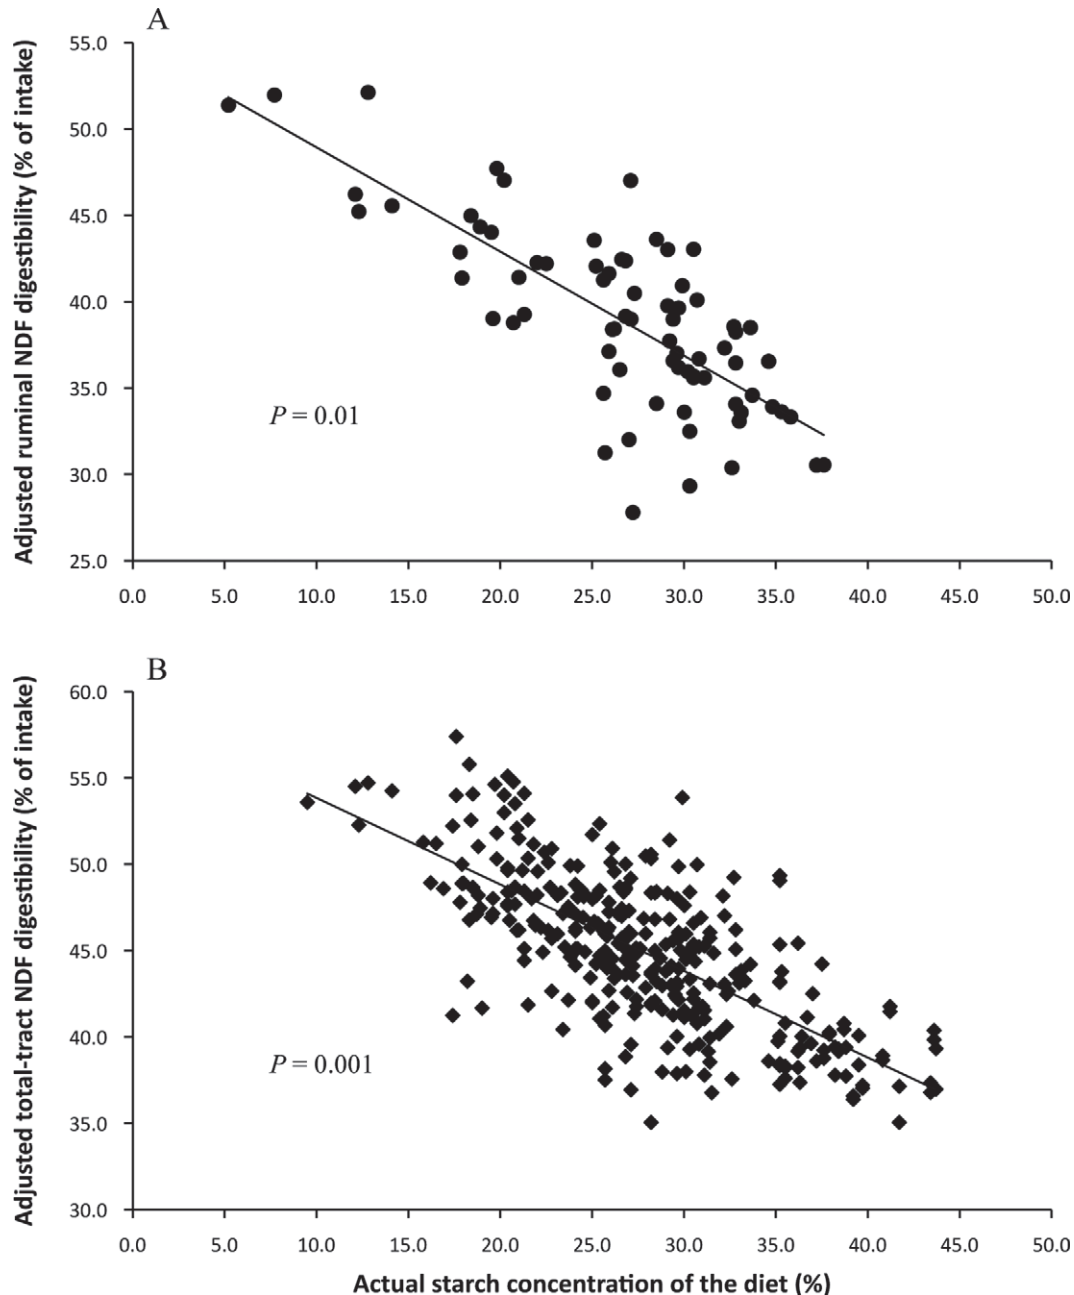 A
Adjusted ruminal NDF digestibility (% of intake)
55.0
50.0
45.0
40.0
35.0
30.0
25.0
P = 0.01
0.0 5.0 10.0 15.0 20.0 25.0 30.0 35.0 40.0 45.0 50.0
B
Adjusted total-tract NDF digestibility (% of intake)
60.0
55.0
50.0
45.0
40.0
35.0
30.0
P = 0.001
0.0 5.0 10.0 15.0 20.0 25.0 30.0 35.0 40.0 45.0 50.0
Actual starch concentration of the diet (%)